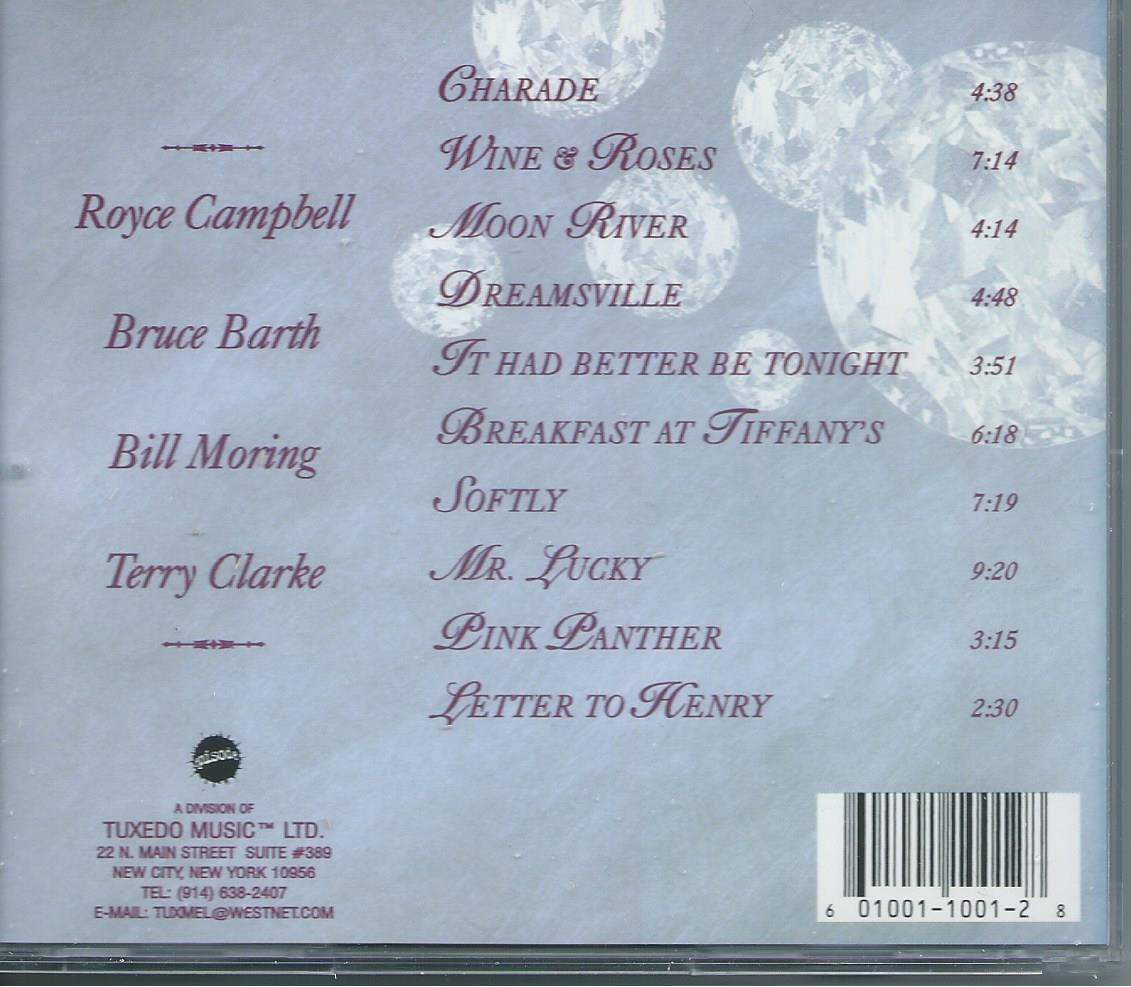 Royce Campbell
Bruce Barth
Bill Moring
Terry Clarke
CHARADE 4:38
WINE & ROSES 7:14
MOON RIVER 4:14
DREAMSVILLE 4:48
IT HAD BETTER BE TONIGHT 3:51
BREAKFAST AT TIFFANY'S 6:18
SOFTLY 7:19
MR. LUCKY 9:20
PINK PANTHER 3:15
LETTER TO HENRY 2:30
episode
A DIVISION OF
TUXEDO MUSIC™ LTD.
22 N. MAIN STREET SUITE #389
NEW CITY, NEW YORK 10956
TEL: (914) 638-2407
E-MAIL: TUXMEL@WESTNET.COM
6 01001-1001-2 8